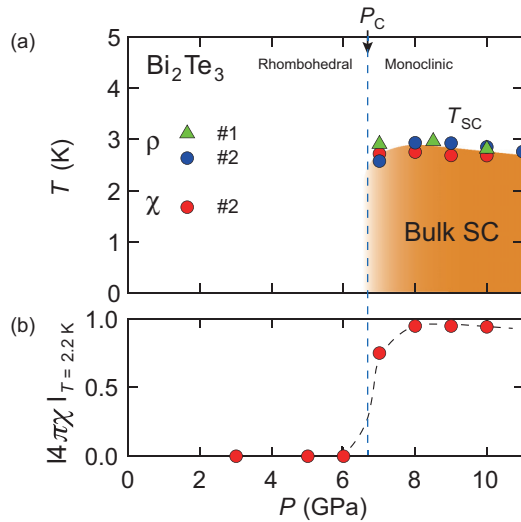 P_C
(a)
5
4
3
2
1
0
T (K)
Bi₂Te₃
Rhombohedral
Monoclinic
ρ
#1
#2
χ
#2
T_SC
Bulk SC
(b)
1.0
0.5
0.0
|4πχ|_{T = 2.2 K}
0
2
4
6
8
10
P (GPa)